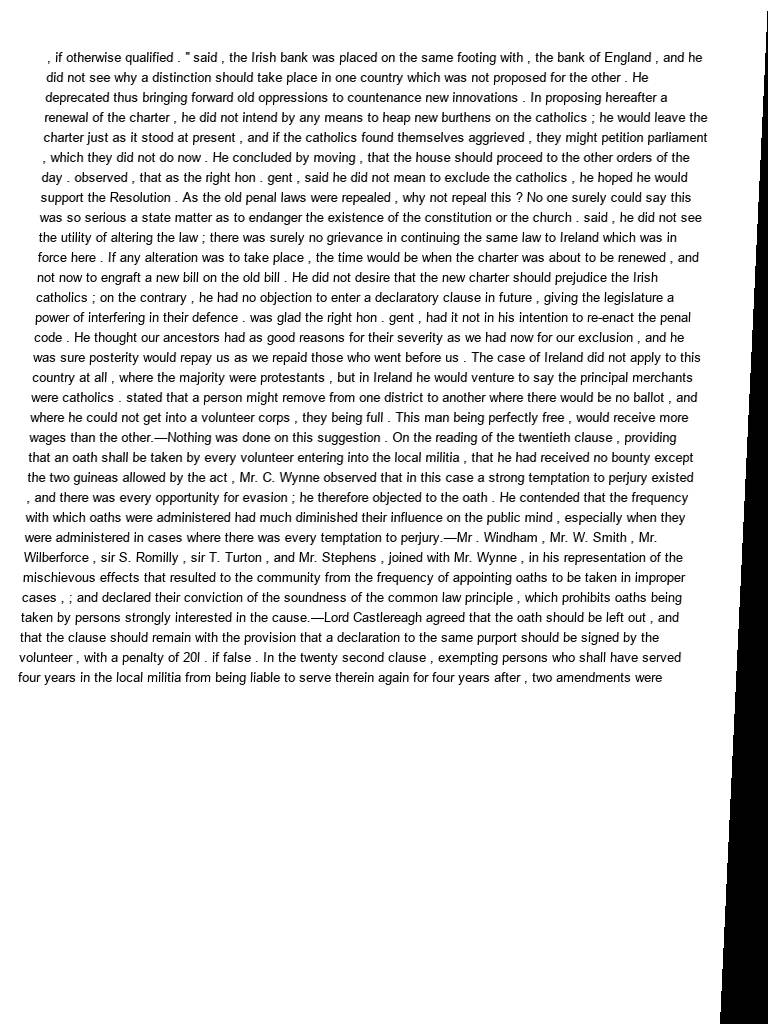 , if otherwise qualified . " said , the Irish bank was placed on the same footing with , the bank of England , and he
did not see why a distinction should take place in one country which was not proposed for the other . He
deprecated thus bringing forward old oppressions to countenance new innovations . In proposing hereafter a
renewal of the charter , he did not intend by any means to heap new burthens on the catholics ; he would leave the
charter just as it stood at present , and if the catholics found themselves aggrieved , they might petition parliament
, which they did not do now . He concluded by moving , that the house should proceed to the other orders of the
day . observed , that as the right hon . gent , said he did not mean to exclude the catholics , he hoped he would
support the Resolution . As the old penal laws were repealed , why not repeal this ? No one surely could say this
was so serious a state matter as to endanger the existence of the constitution or the church . said , he did not see
the utility of altering the law ; there was surely no grievance in continuing the same law to Ireland which was in
force here . If any alteration was to take place , the time would be when the charter was about to be renewed , and
not now to engraft a new bill on the old bill . He did not desire that the new charter should prejudice the Irish
catholics ; on the contrary , he had no objection to enter a declaratory clause in future , giving the legislature a
power of interfering in their defence . was glad the right hon . gent , had it not in his intention to re-enact the penal
code . He thought our ancestors had as good reasons for their severity as we had now for our exclusion , and he
was sure posterity would repay us as we repaid those who went before us . The case of Ireland did not apply to this
country at all , where the majority were protestants , but in Ireland he would venture to say the principal merchants
were catholics . stated that a person might remove from one district to another where there would be no ballot , and
where he could not get into a volunteer corps , they being full . This man being perfectly free , would receive more
wages than the other.—Nothing was done on this suggestion . On the reading of the twentieth clause , providing
that an oath shall be taken by every volunteer entering into the local militia , that he had received no bounty except
the two guineas allowed by the act , Mr. C. Wynne observed that in this case a strong temptation to perjury existed
, and there was every opportunity for evasion ; he therefore objected to the oath . He contended that the frequency
with which oaths were administered had much diminished their influence on the public mind , especially when they
were administered in cases where there was every temptation to perjury.—Mr . Windham , Mr. W. Smith , Mr.
Wilberforce , sir S. Romilly , sir T. Turton , and Mr. Stephens , joined with Mr. Wynne , in his representation of the
mischievous effects that resulted to the community from the frequency of appointing oaths to be taken in improper
cases , ; and declared their conviction of the soundness of the common law principle , which prohibits oaths being
taken by persons strongly interested in the cause.—Lord Castlereagh agreed that the oath should be left out , and
that the clause should remain with the provision that a declaration to the same purport should be signed by the
volunteer , with a penalty of 20l . if false . In the twenty second clause , exempting persons who shall have served
four years in the local militia from being liable to serve therein again for four years after , two amendments were